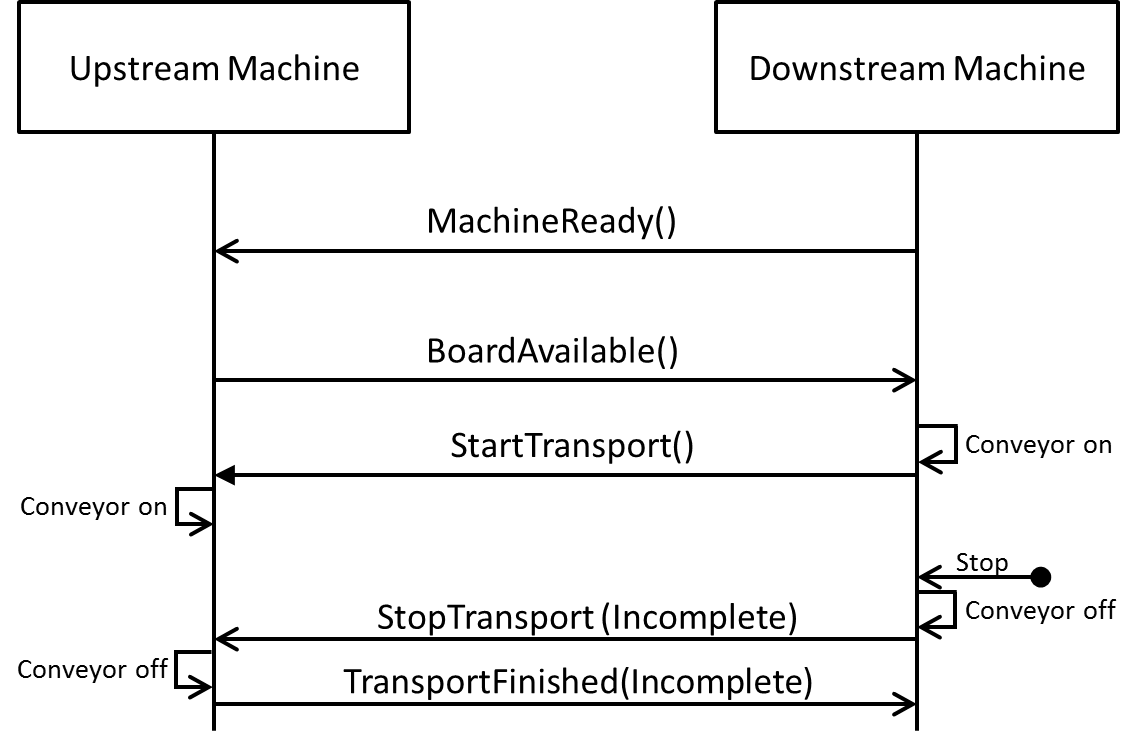 Upstream Machine
Downstream Machine
MachineReady()
BoardAvailable()
StartTransport()
Conveyor on
Conveyor on
Stop
StopTransport (Incomplete)
Conveyor off
Conveyor off
TransportFinished(Incomplete)